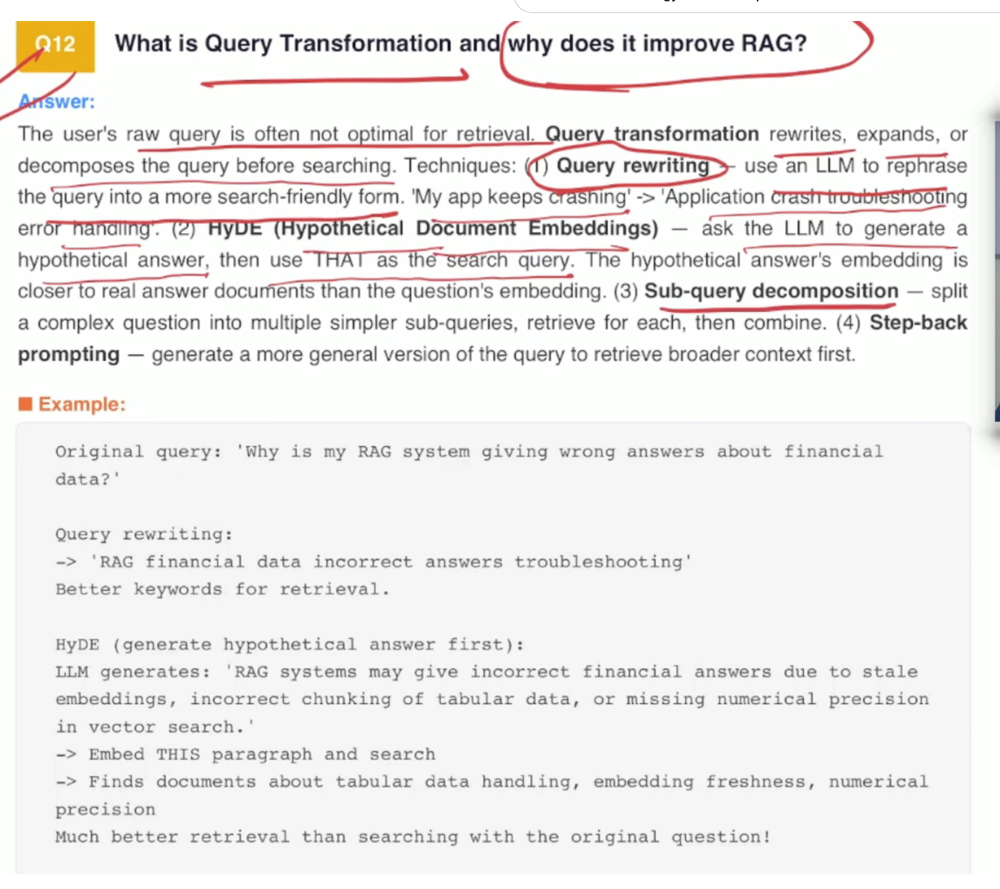 Q12 What is Query Transformation and why does it improve RAG?
Answer:
The user's raw query is often not optimal for retrieval. Query transformation rewrites, expands, or
decomposes the query before searching. Techniques: (1) Query rewriting — use an LLM to rephrase
the query into a more search-friendly form. 'My app keeps crashing' -> 'Application crash troubleshooting
error handling'. (2) HyDE (Hypothetical Document Embeddings) — ask the LLM to generate a
hypothetical answer, then use THAT as the search query. The hypothetical answer's embedding is
closer to real answer documents than the question's embedding. (3) Sub-query decomposition — split
a complex question into multiple simpler sub-queries, retrieve for each, then combine. (4) Step-back
prompting — generate a more general version of the query to retrieve broader context first.
Example:
Original query: 'Why is my RAG system giving wrong answers about financial
data?'
Query rewriting:
-> 'RAG financial data incorrect answers troubleshooting'
Better keywords for retrieval.
HyDE (generate hypothetical answer first):
LLM generates: 'RAG systems may give incorrect financial answers due to stale
embeddings, incorrect chunking of tabular data, or missing numerical precision
in vector search.'
-> Embed THIS paragraph and search
-> Finds documents about tabular data handling, embedding freshness, numerical
precision
Much better retrieval than searching with the original question!